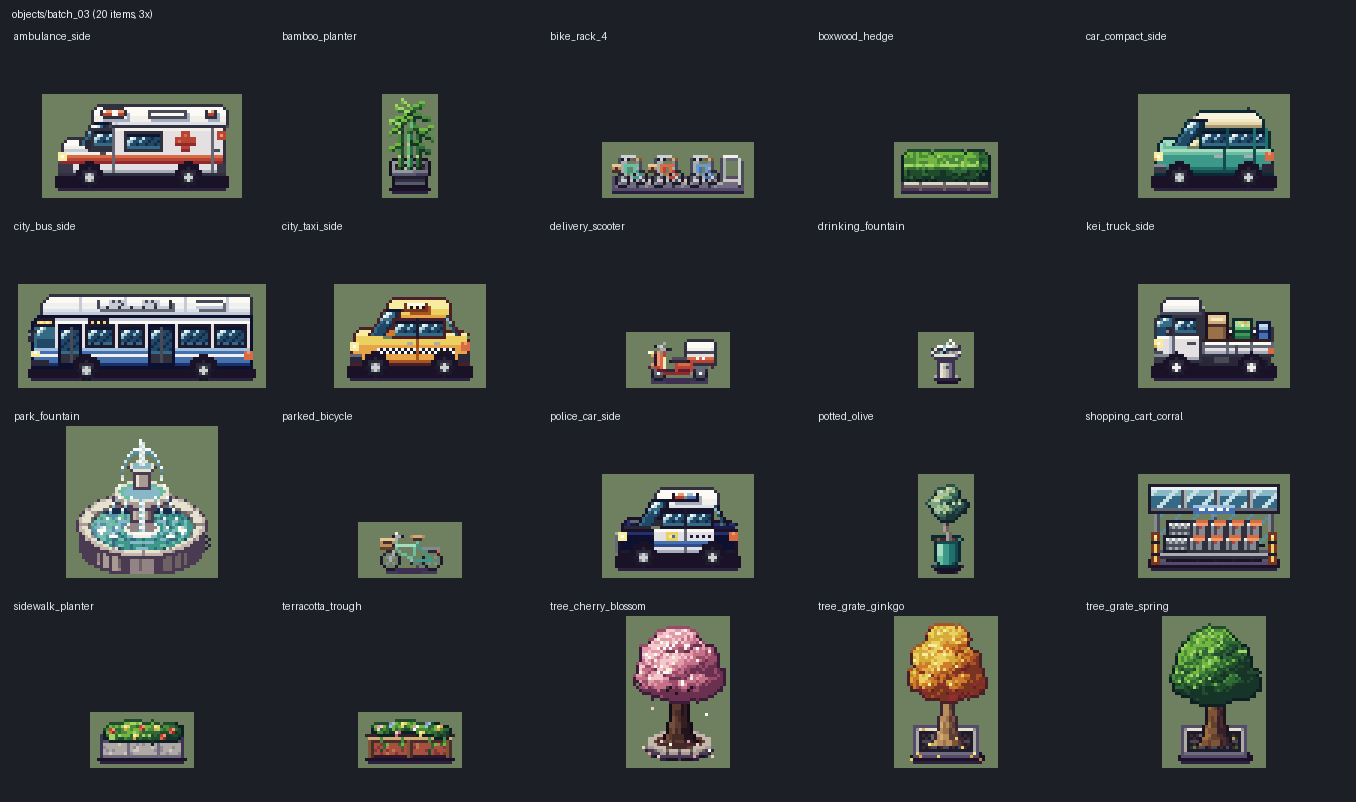 objects/batch_03 (20 items, 3x)
ambulance_side
bamboo_planter
bike_rack_4
boxwood_hedge
car_compact_side
city_bus_side
city_taxi_side
delivery_scooter
drinking_fountain
kei_truck_side
park_fountain
parked_bicycle
police_car_side
potted_olive
shopping_cart_corral
sidewalk_planter
terracotta_trough
tree_cherry_blossom
tree_grate_ginkgo
tree_grate_spring